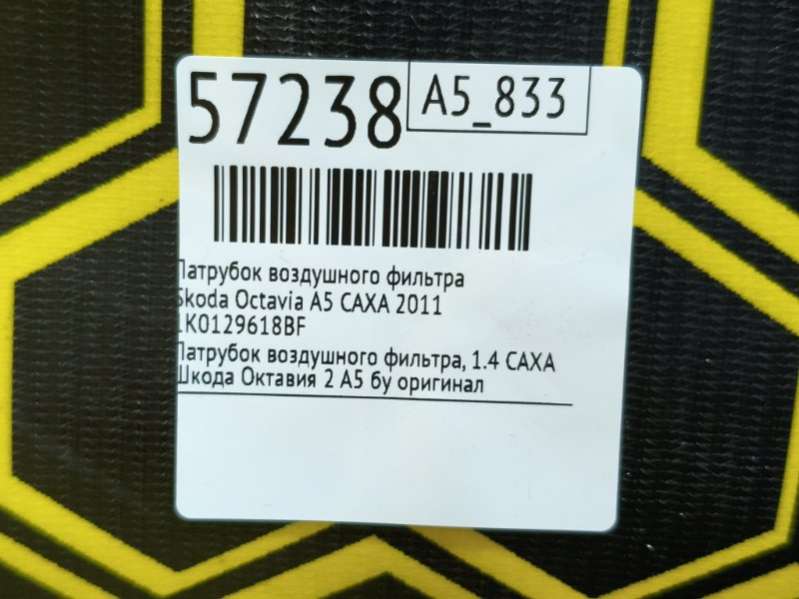 57238
A5_833
Патрубок воздушного фильтра
Skoda Octavia A5 CAXA 2011
1K0129618BF
Патрубок воздушного фильтра, 1.4 CAXA
Шкода Октавия 2 А5 бу оригинал